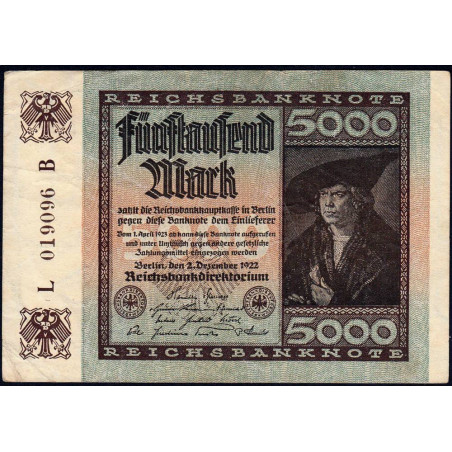 REICHSBANKNOTE
5000
Fünftausend
Mark
zahlt die Reichsbankhauptkasse in Berlin
gegen diese Banknote dem Einlieferer
Vom 1. April 1923 ab kann diese Banknote aufgerufen
und unter Umtausch gegen andere gesetzliche
Zahlungsmittel eingezogen werden
Berlin, den 2. Dezember 1922
Reichsbankdirektorium
5000
REICHSBANKNOTE
L 019096 B